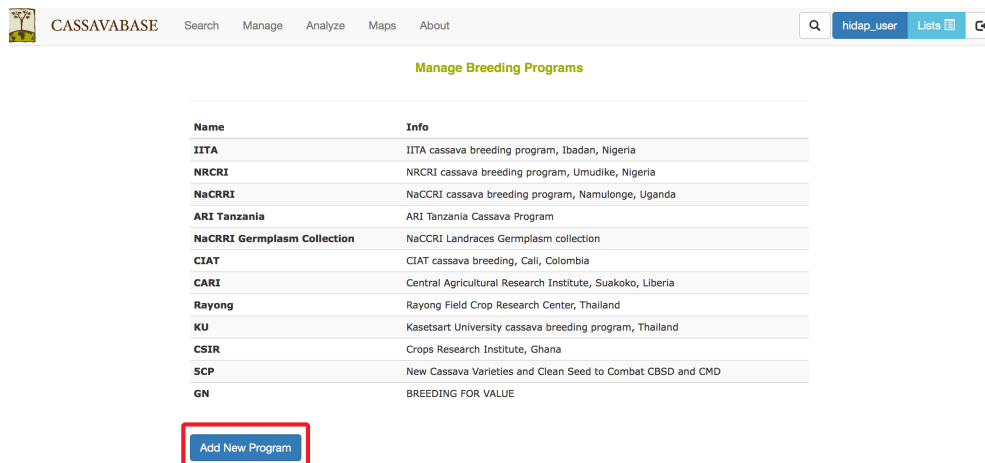 CASSAVABASE Search Manage Analyze Maps About hidap_user Lists
Manage Breeding Programs
Name Info
IITA IITA cassava breeding program, Ibadan, Nigeria
NRCRI NRCRI cassava breeding program, Umudike, Nigeria
NaCRRI NaCCRI cassava breeding program, Namulonge, Uganda
ARI Tanzania ARI Tanzania Cassava Program
NaCRRI Germplasm Collection NaCCRI Landraces Germplasm collection
CIAT CIAT cassava breeding, Cali, Colombia
CARI Central Agricultural Research Institute, Suakoko, Liberia
Rayong Rayong Field Crop Research Center, Thailand
KU Kasetsart University cassava breeding program, Thailand
CSIR Crops Research Institute, Ghana
5CP New Cassava Varieties and Clean Seed to Combat CBSD and CMD
GN BREEDING FOR VALUE
Add New Program